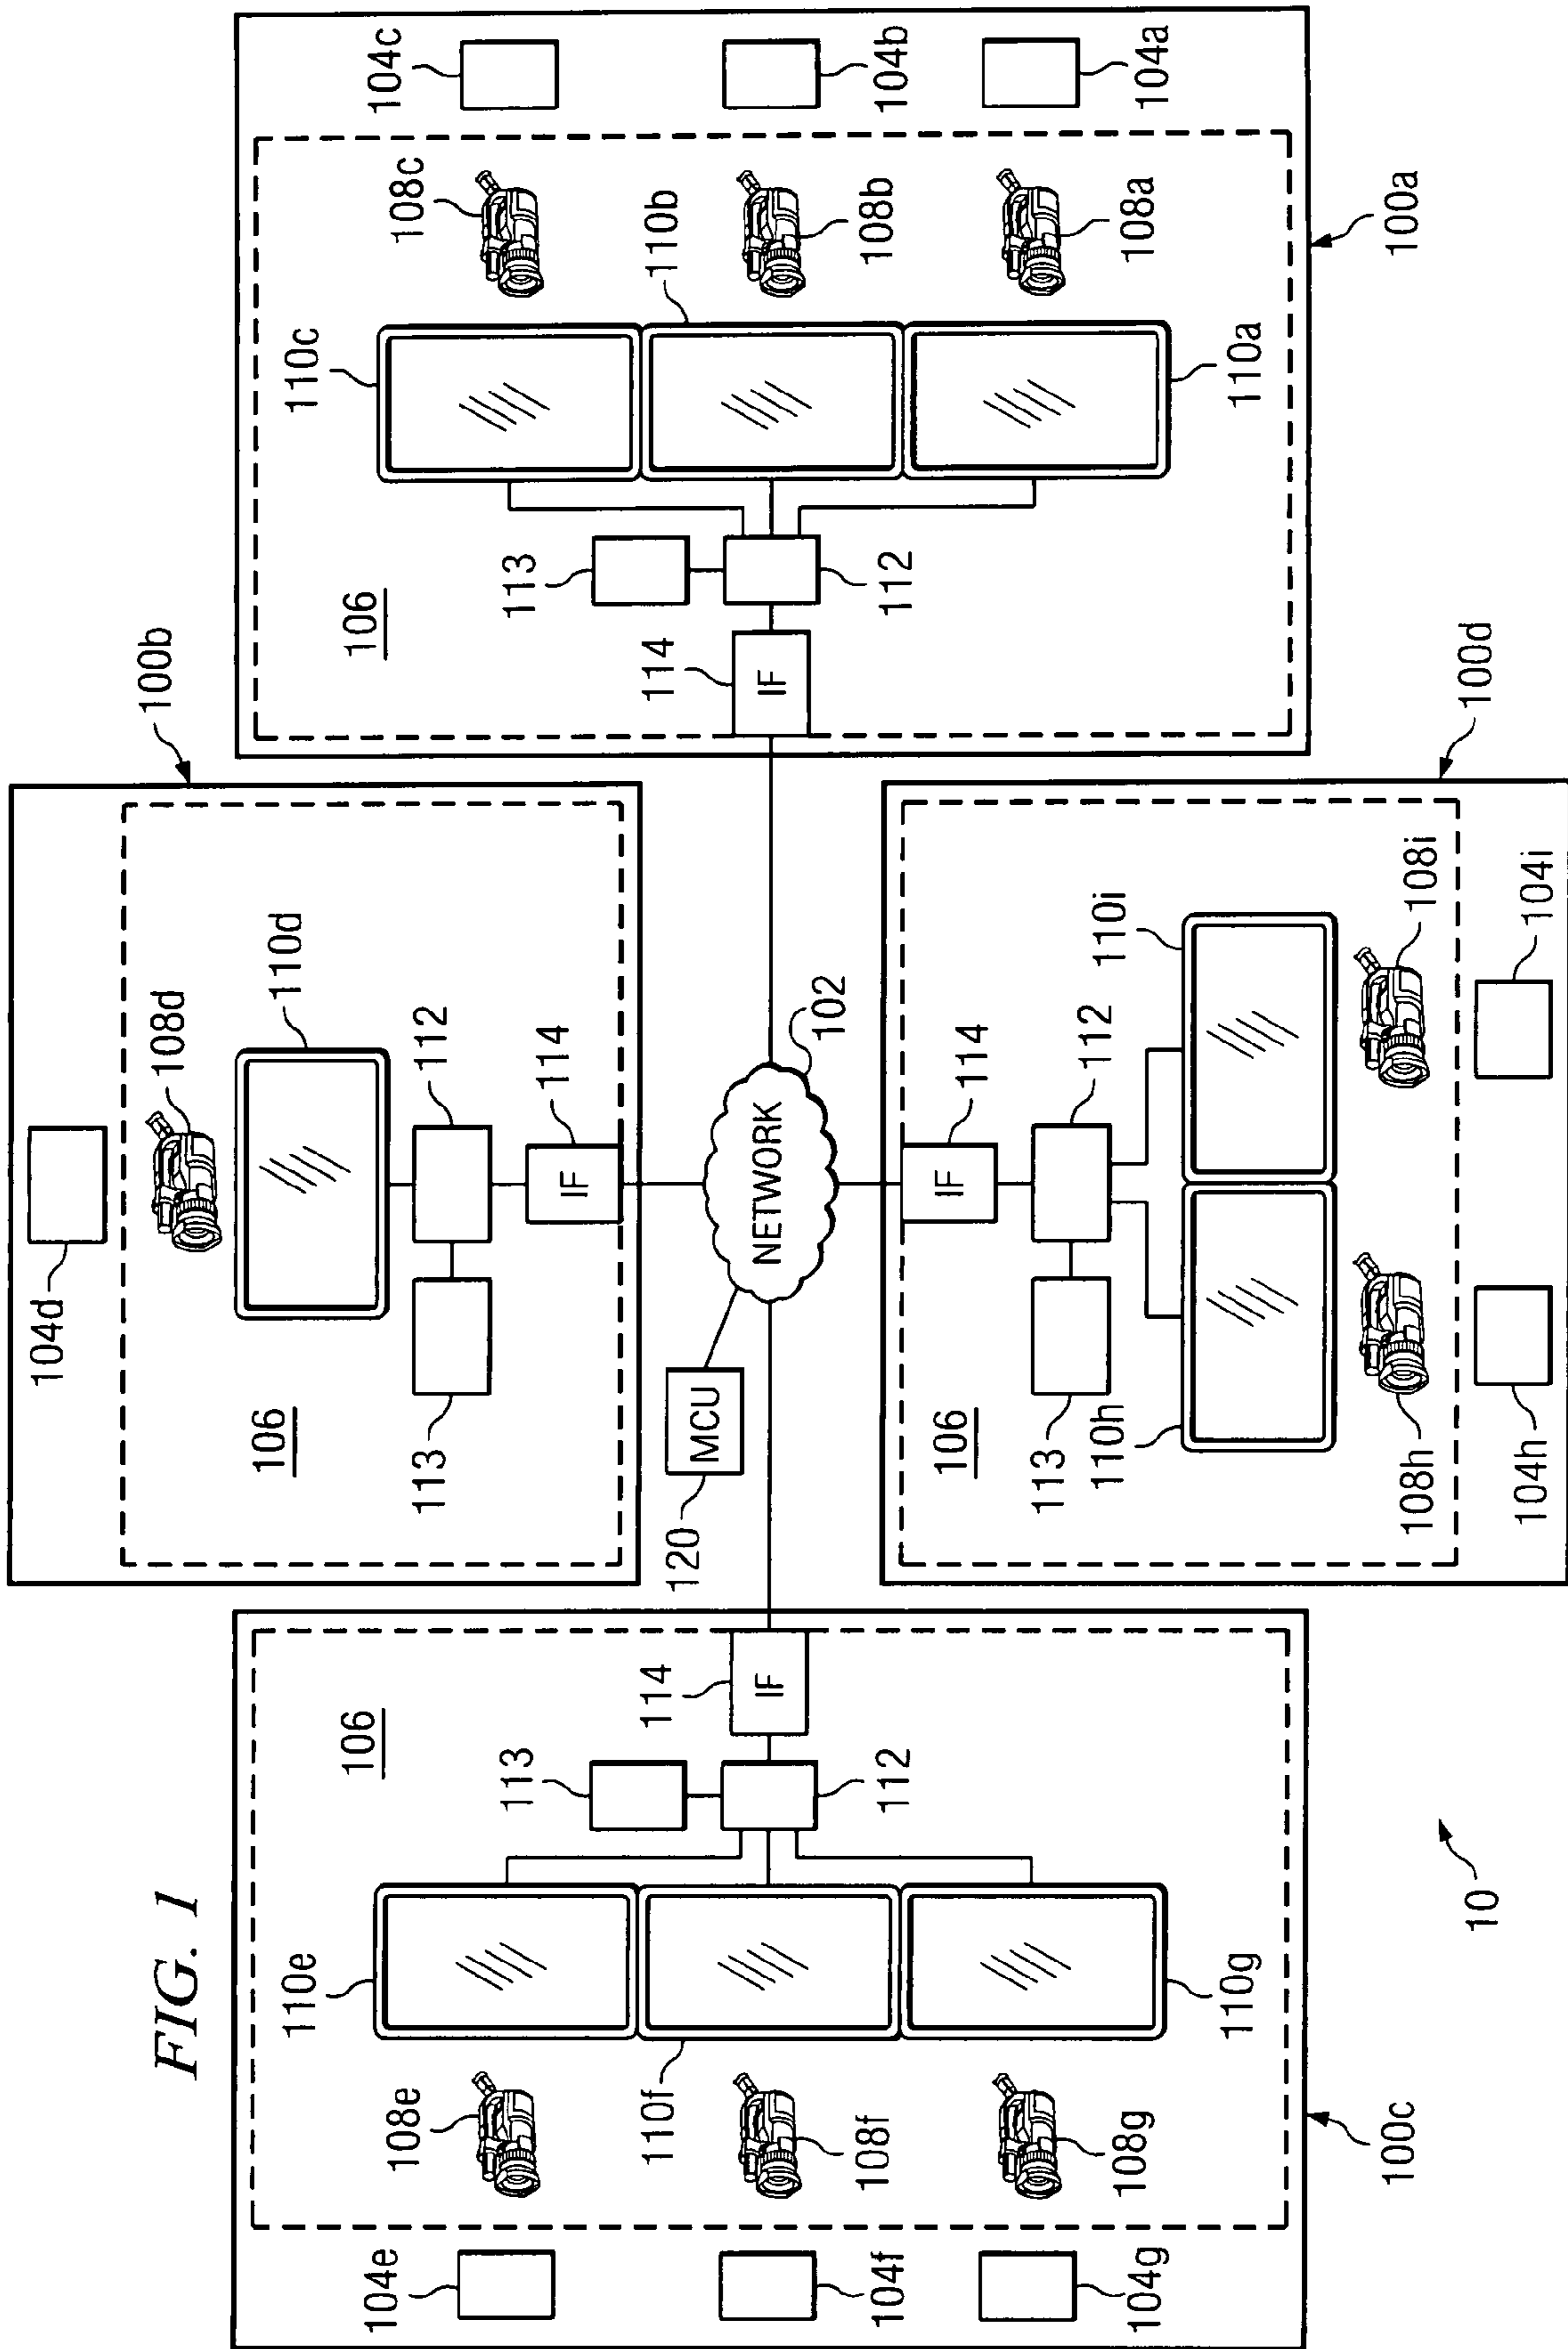 FIG. 1
104e
104f
104g
108e
108f
108g
110e
110f
110g
113
112
106
114
IF
100c
10
104d
108d
110d
112
113
114
IF
106
100b
120
MCU
NETWORK
102
114
IF
112
113
106
110h
110i
108h
108i
104h
104i
100d
106
114
IF
113
112
110c
110b
110a
108c
108b
108a
104c
104b
104a
100a